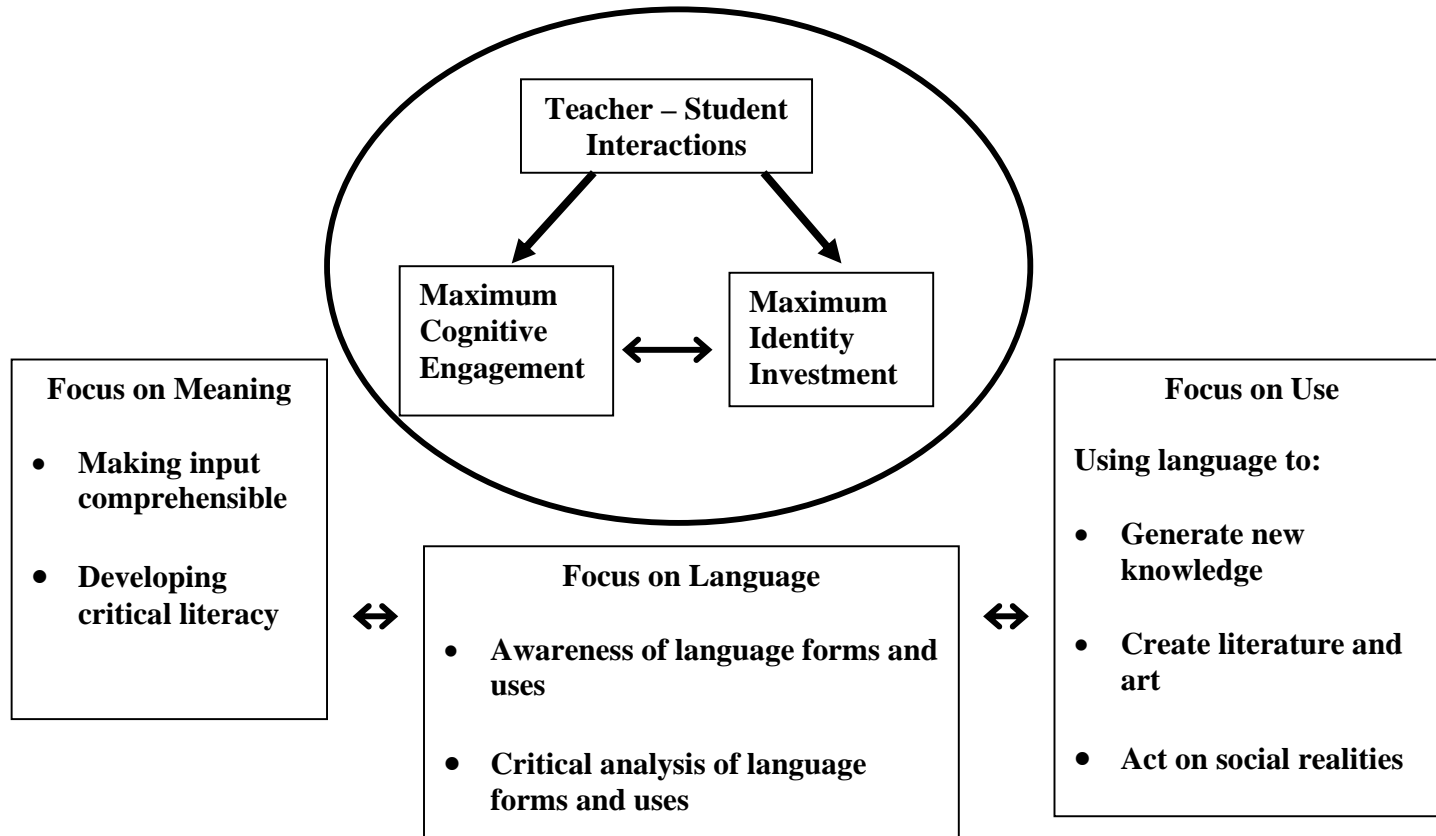 Teacher – Student
Interactions
Maximum
Cognitive
Engagement
Maximum
Identity
Investment
Focus on Meaning
• Making input
comprehensible
• Developing
critical literacy
Focus on Language
• Awareness of language forms and
uses
• Critical analysis of language
forms and uses
Focus on Use
Using language to:
• Generate new
knowledge
• Create literature and
art
• Act on social realities